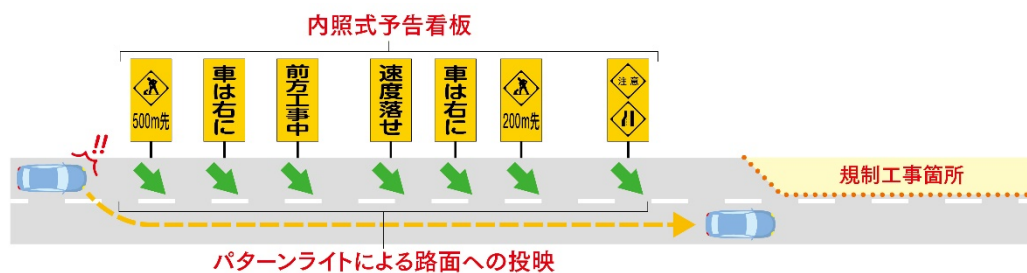 内照式予告看板
500m先
車は右に
前方工事中
速度落せ
車は右に
200m先
注意
!!
規制工事箇所
パターンライトによる路面への投映